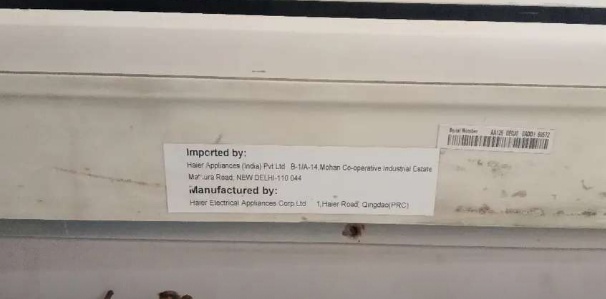 Serial Number
Imported by:
Haier Appliances (India) Pvt Ltd B-1/A-14,Mohan Co-operative Industrial Estate
Mathura Road, NEW DELHI-110 044
Manufactured by:
Haier Electrical Appliances Corp.Ltd 1,Haier Road, Qingdao(PRC)